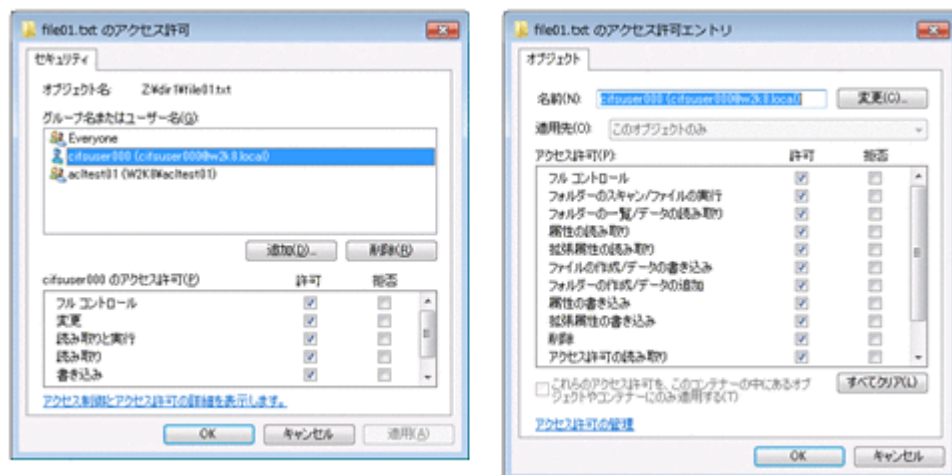 file01.txt のアクセス許可
セキュリティ
オブジェクト名: Z:¥dir1¥file01.txt
グループ名またはユーザー名(G):
Everyone
cifsuser000 (cifsuser000@w2k8.local)
acltest01 (W2K8¥acltest01)
追加(D)...
削除(R)
cifsuser000 のアクセス許可(P) 許可 拒否
フル コントロール
変更
読み取りと実行
読み取り
書き込み
アクセス制御とアクセス許可の詳細を表示します。
OK キャンセル 適用(A)
file01.txt のアクセス許可エントリ
オブジェクト
名前(N): cifsuser000 (cifsuser000@w2k8.local) 変更(C)...
適用先(O): このオブジェクトのみ
アクセス許可(P): 許可 拒否
フル コントロール
フォルダーのスキャン/ファイルの実行
フォルダーの一覧/データの読み取り
属性の読み取り
拡張属性の読み取り
ファイルの作成/データの書き込み
フォルダーの作成/データの追加
属性の書き込み
拡張属性の書き込み
削除
アクセス許可の読み取り
これらのアクセス許可を、このコンテナーの中にあるオブ
ジェクトやコンテナーにのみ適用する(T)
すべてクリア(L)
アクセス許可の管理
OK キャンセル